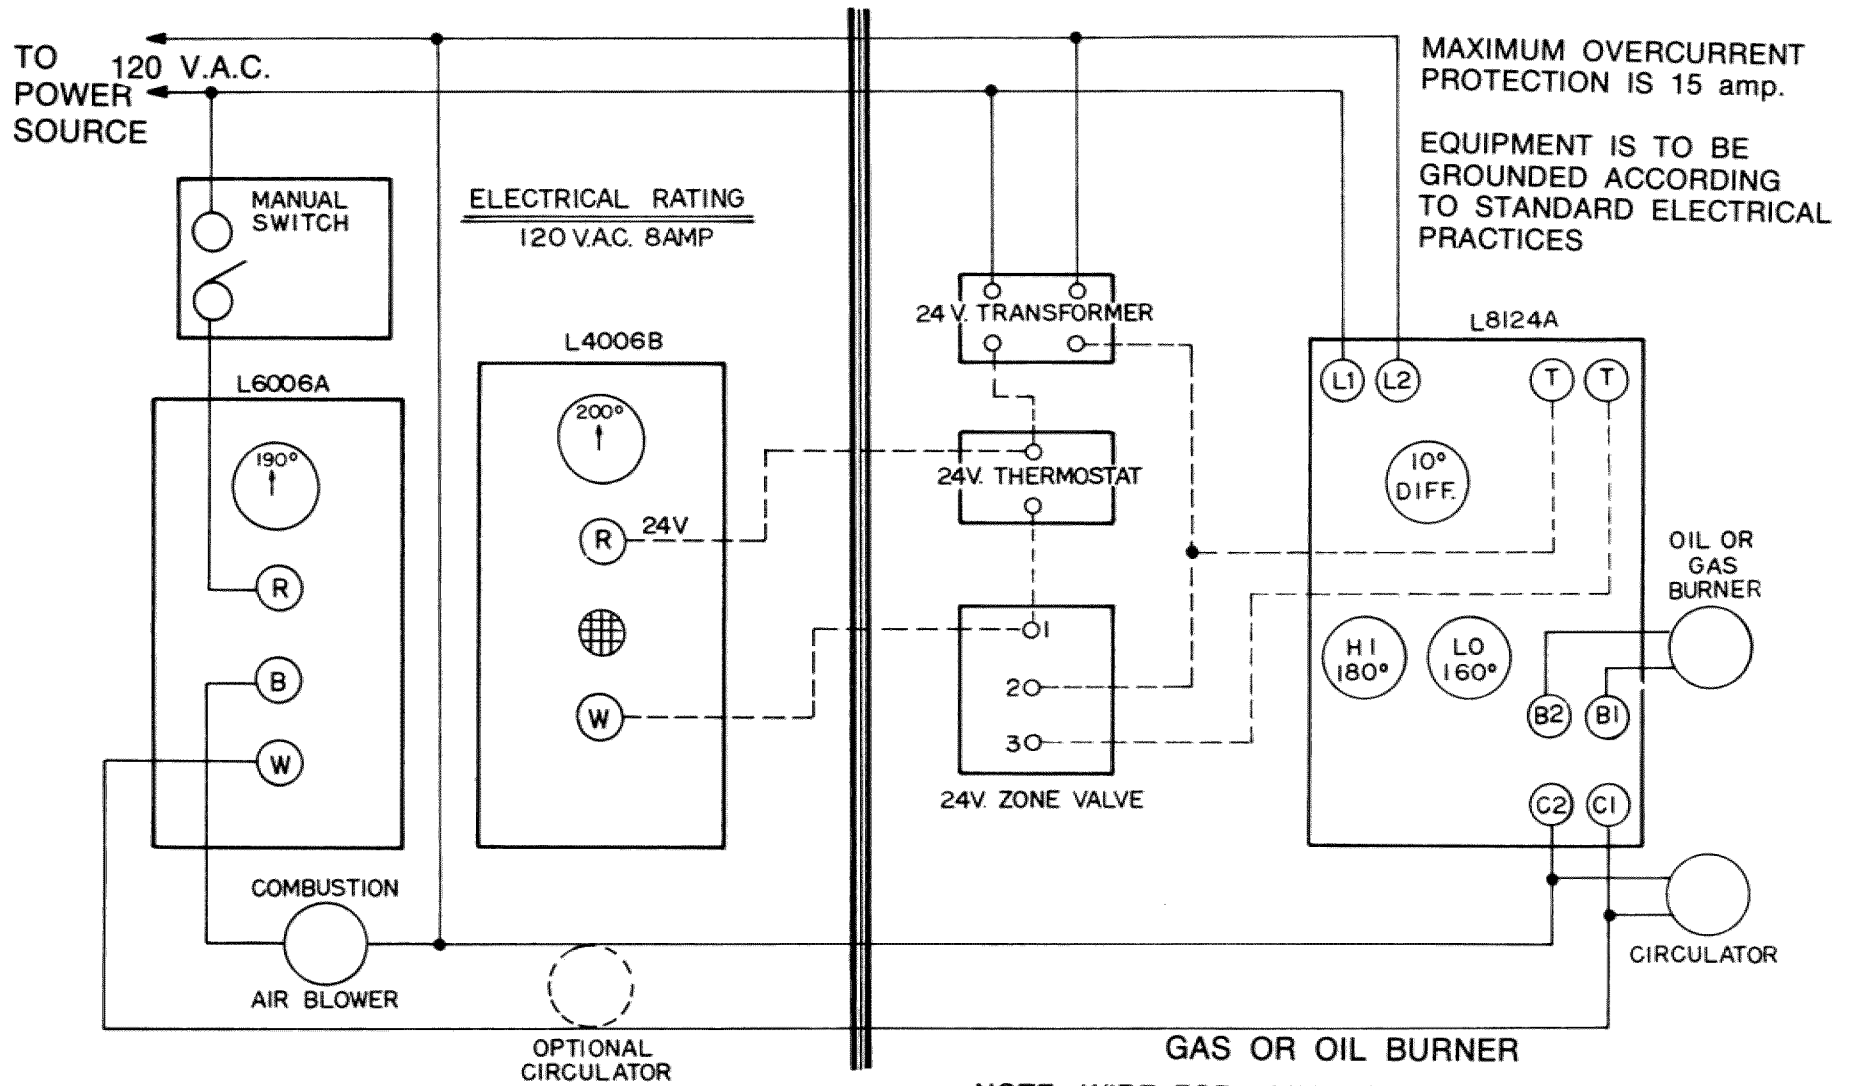 TO
120 V.A.C.
POWER
SOURCE
MAXIMUM OVERCURRENT
PROTECTION IS 15 amp.
EQUIPMENT IS TO BE
GROUNDED ACCORDING
TO STANDARD ELECTRICAL
PRACTICES
MANUAL
SWITCH
ELECTRICAL RATING
120 V.A.C. 8AMP
L6006A
190°
R
B
W
COMBUSTION
AIR BLOWER
L4006B
200°
R
24V
W
OPTIONAL
CIRCULATOR
24 V. TRANSFORMER
24V. THERMOSTAT
1
2
3
24V. ZONE VALVE
L8124A
L1
L2
T
T
10°
DIFF.
HI
180°
LO
160°
B2
B1
C2
C1
OIL OR
GAS
BURNER
CIRCULATOR
GAS OR OIL BURNER